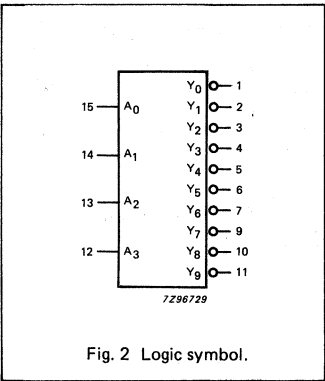 Y0 1
15 A0 Y1 2
Y2 3
14 A1 Y3 4
Y4 5
13 A2 Y5 6
Y6 7
Y7 9
12 A3 Y8 10
Y9 11
7Z96729
Fig. 2 Logic symbol.